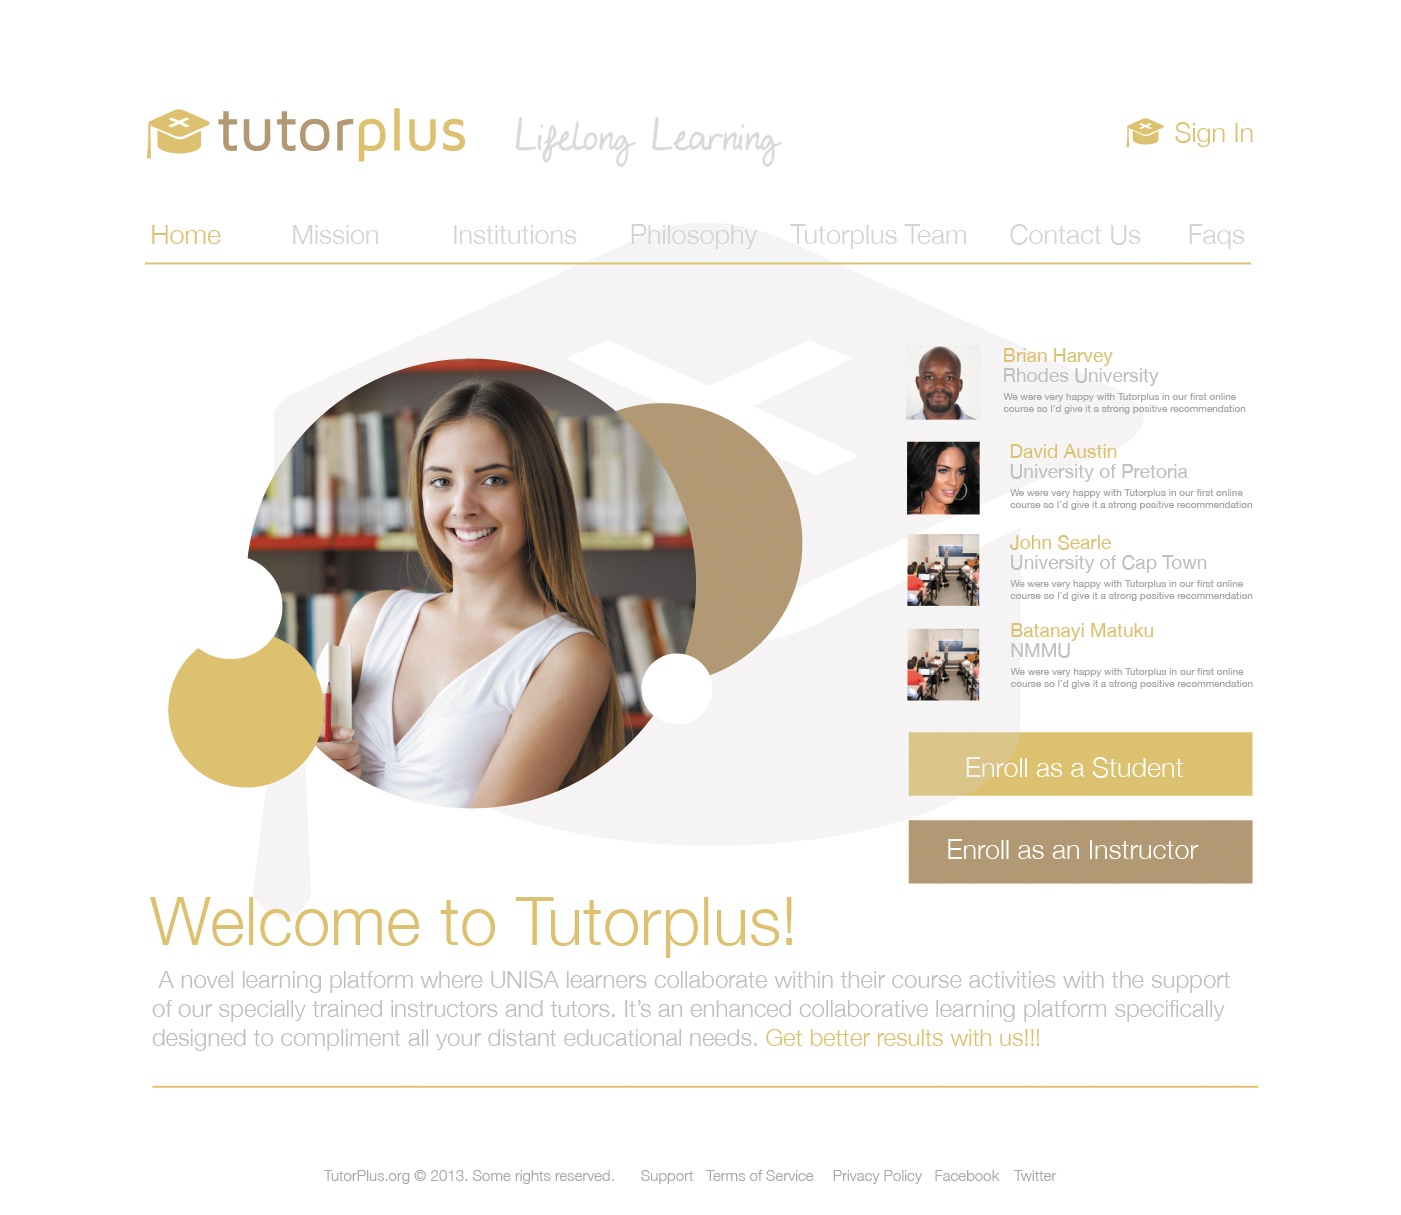 tutorplus
Lifelong Learning
Sign In
Home Mission Institutions Philosophy Tutorplus Team Contact Us Faqs
Brian Harvey
Rhodes University
We were very happy with Tutorplus in our first online
course so I'd give it a strong positive recommendation
David Austin
University of Pretoria
We were very happy with Tutorplus in our first online
course so I'd give it a strong positive recommendation
John Searle
University of Cap Town
We were very happy with Tutorplus in our first online
course so I'd give it a strong positive recommendation
Batanayi Matuku
NMMU
We were very happy with Tutorplus in our first online
course so I'd give it a strong positive recommendation
Enroll as a Student
Enroll as an Instructor
Welcome to Tutorplus!
A novel learning platform where UNISA learners collaborate within their course activities with the support
of our specially trained instructors and tutors. It's an enhanced collaborative learning platform specifically
designed to compliment all your distant educational needs. Get better results with us!!!
TutorPlus.org © 2013. Some rights reserved. Support Terms of Service Privacy Policy Facebook Twitter